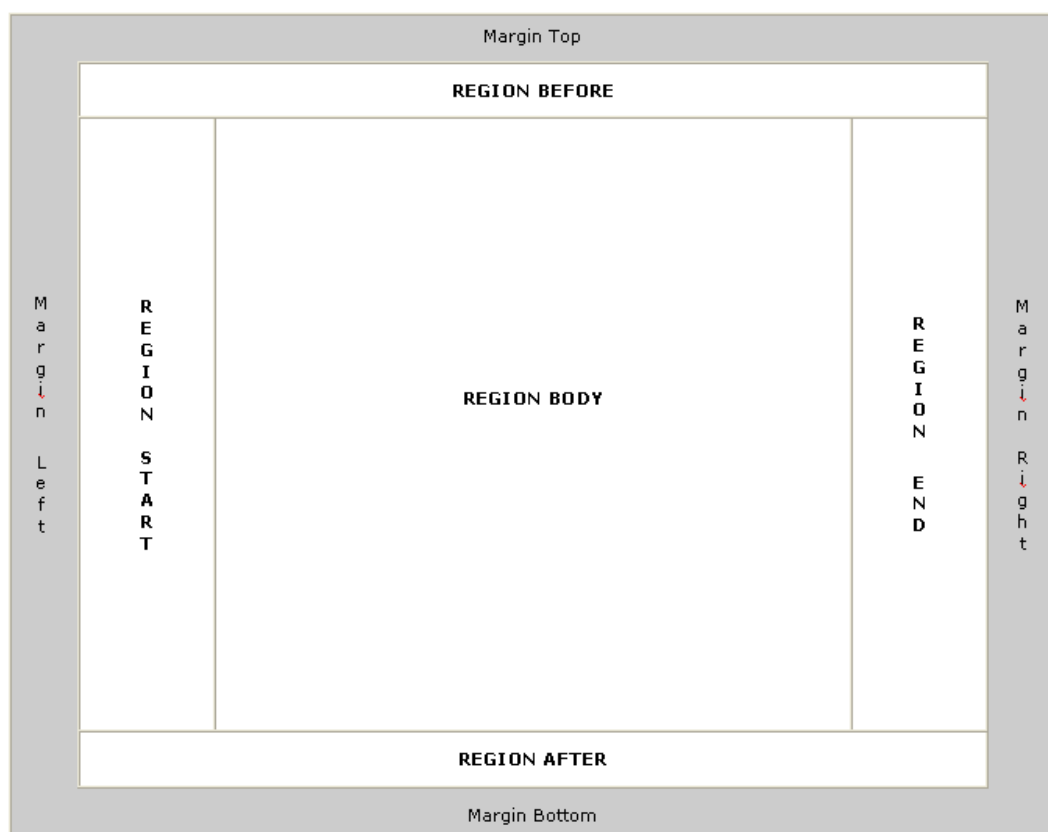 Margin Top
REGION BEFORE
Margin Left
REGION START
REGION BODY
REGION END
Margin Right
REGION AFTER
Margin Bottom